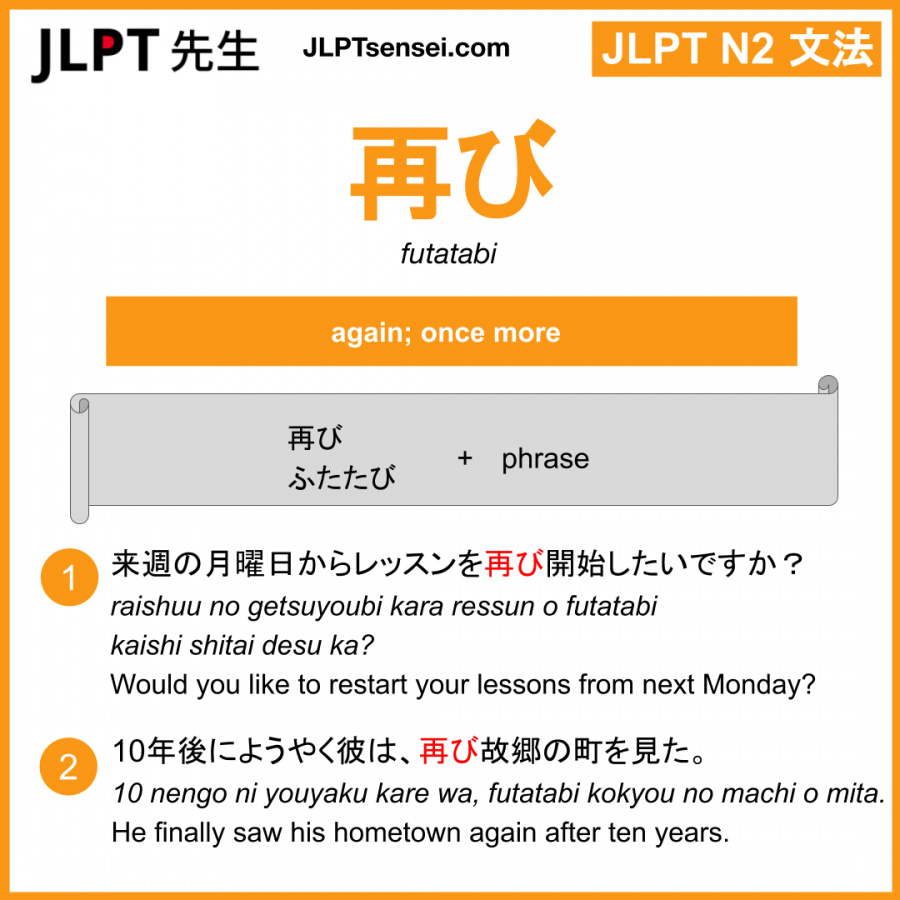 JLPT 先生
JLPTsensei.com
JLPT N2 文法
再び
futatabi
again; once more
再び
ふたたび
+ phrase
1
来週の月曜日からレッスンを再び開始したいですか？
raishuu no getsuyoubi kara ressun o futatabi
kaishi shitai desu ka?
Would you like to restart your lessons from next Monday?
2
10年後にようやく彼は、再び故郷の町を見た。
10 nengo ni youyaku kare wa, futatabi kokyou no machi o mita.
He finally saw his hometown again after ten years.